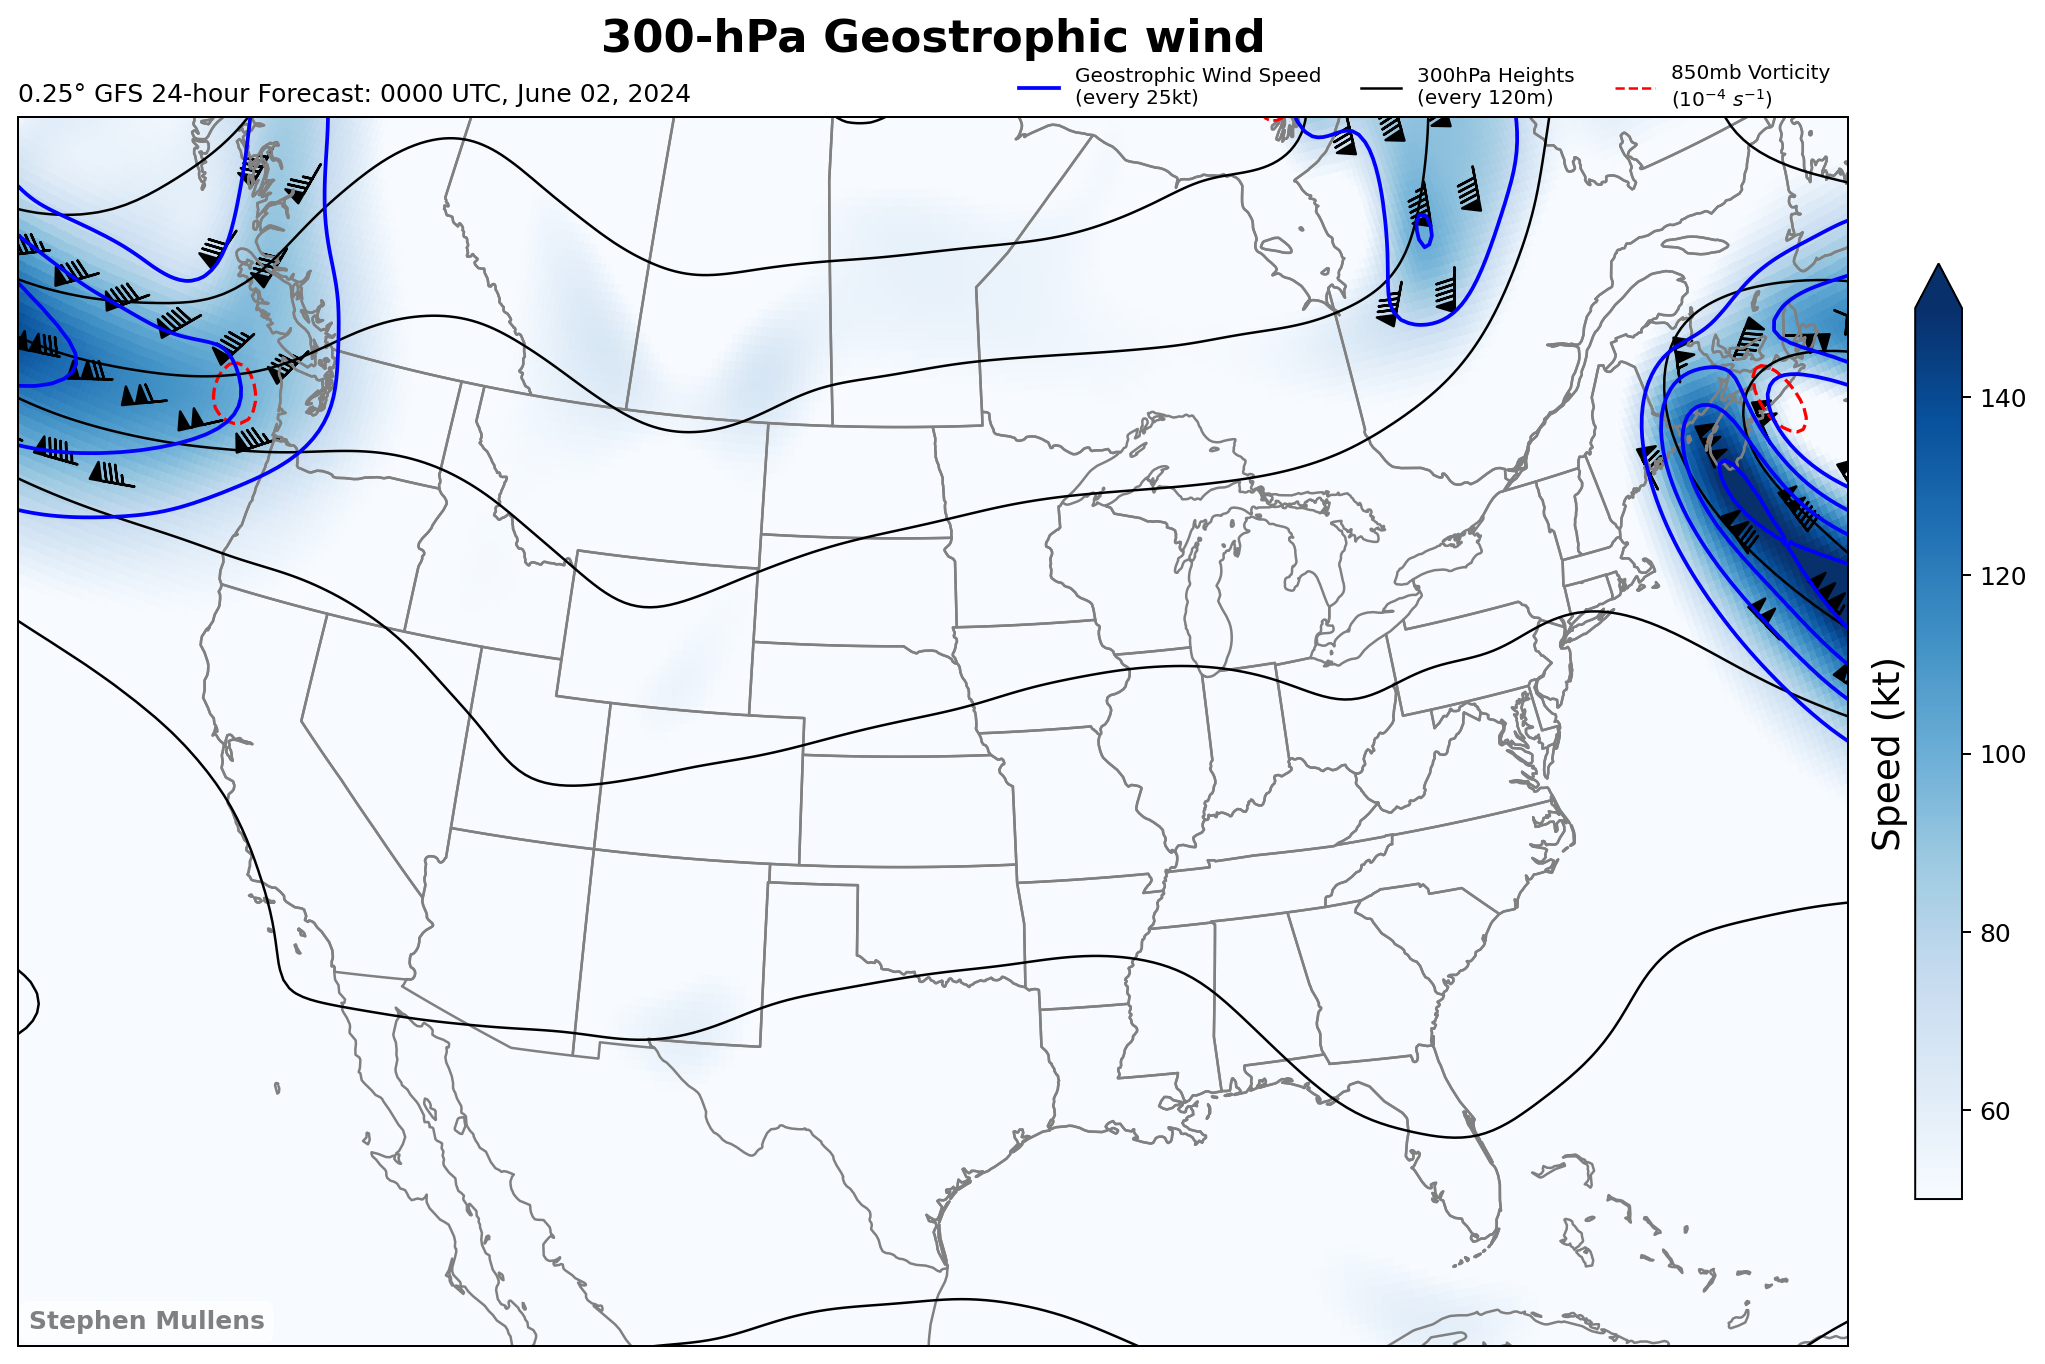 300-hPa Geostrophic wind
0.25° GFS 24-hour Forecast: 0000 UTC, June 02, 2024
Geostrophic Wind Speed
(every 25kt)
300hPa Heights
(every 120m)
850mb Vorticity
(10⁻⁴ s⁻¹)
140
120
100
80
60
Speed (kt)
Stephen Mullens